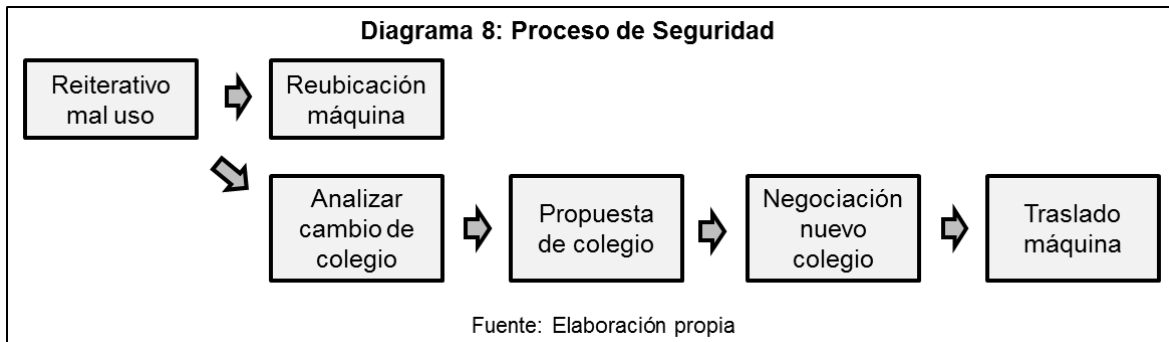 Diagrama 8: Proceso de Seguridad
Reiterativo
mal uso
Reubicación
máquina
Analizar
cambio de
colegio
Propuesta
de colegio
Negociación
nuevo
colegio
Traslado
máquina
Fuente: Elaboración propia